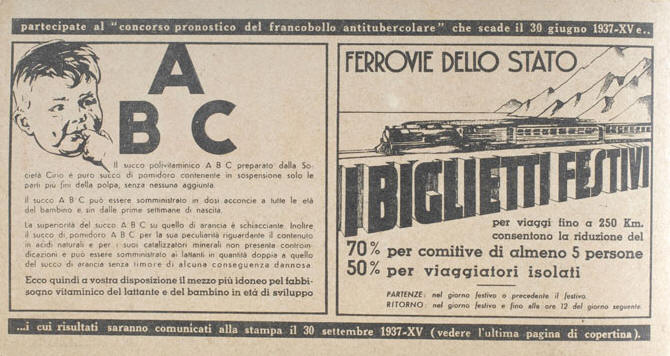 partecipate al "concorso pronostico del francobollo antitubercolare" che scade il 30 giugno 1937-XV e..
A
B C
Il succo polivitaminico A B C preparato dalla So-
cietà Cirio è puro succo di pomidoro contenente in sospensione solo le
parti più fini della polpa, senza nessuna aggiunta.
Il succo A B C può essere somministrato in dosi acconcie a tutte le età
del bambino e sin dalle prime settimane di nascita.
La superiorità del succo A B C su quello di arancia è schiacciante. Inoltre
il succo di pomidoro A B C per la sua peculiarità riguardante il contenuto
in acidi naturali e per i suoi catalizzatori minerali non presenta controin-
dicazioni e può essere somministrato ai lattanti in quantità doppia a quello
del succo di arancia senza timore di alcuna conseguenza dannosa.
Ecco quindi a vostra disposizione il mezzo più idoneo pel fabbi-
sogno vitaminico del lattante e del bambino in età di sviluppo
FERROVIE DELLO STATO
I BIGLIETTI FESTIVI
per viaggi fino a 250 Km.
consentono la riduzione del
70% per comitive di almeno 5 persone
50% per viaggiatori isolati
PARTENZE: nel giorno festivo o precedente il festivo.
RITORNO: nel giorno festivo e fino alle ore 12 del giorno seguente.
...i cui risultati saranno comunicati alla stampa il 30 settembre 1937-XV (vedere l'ultima pagina di copertina).